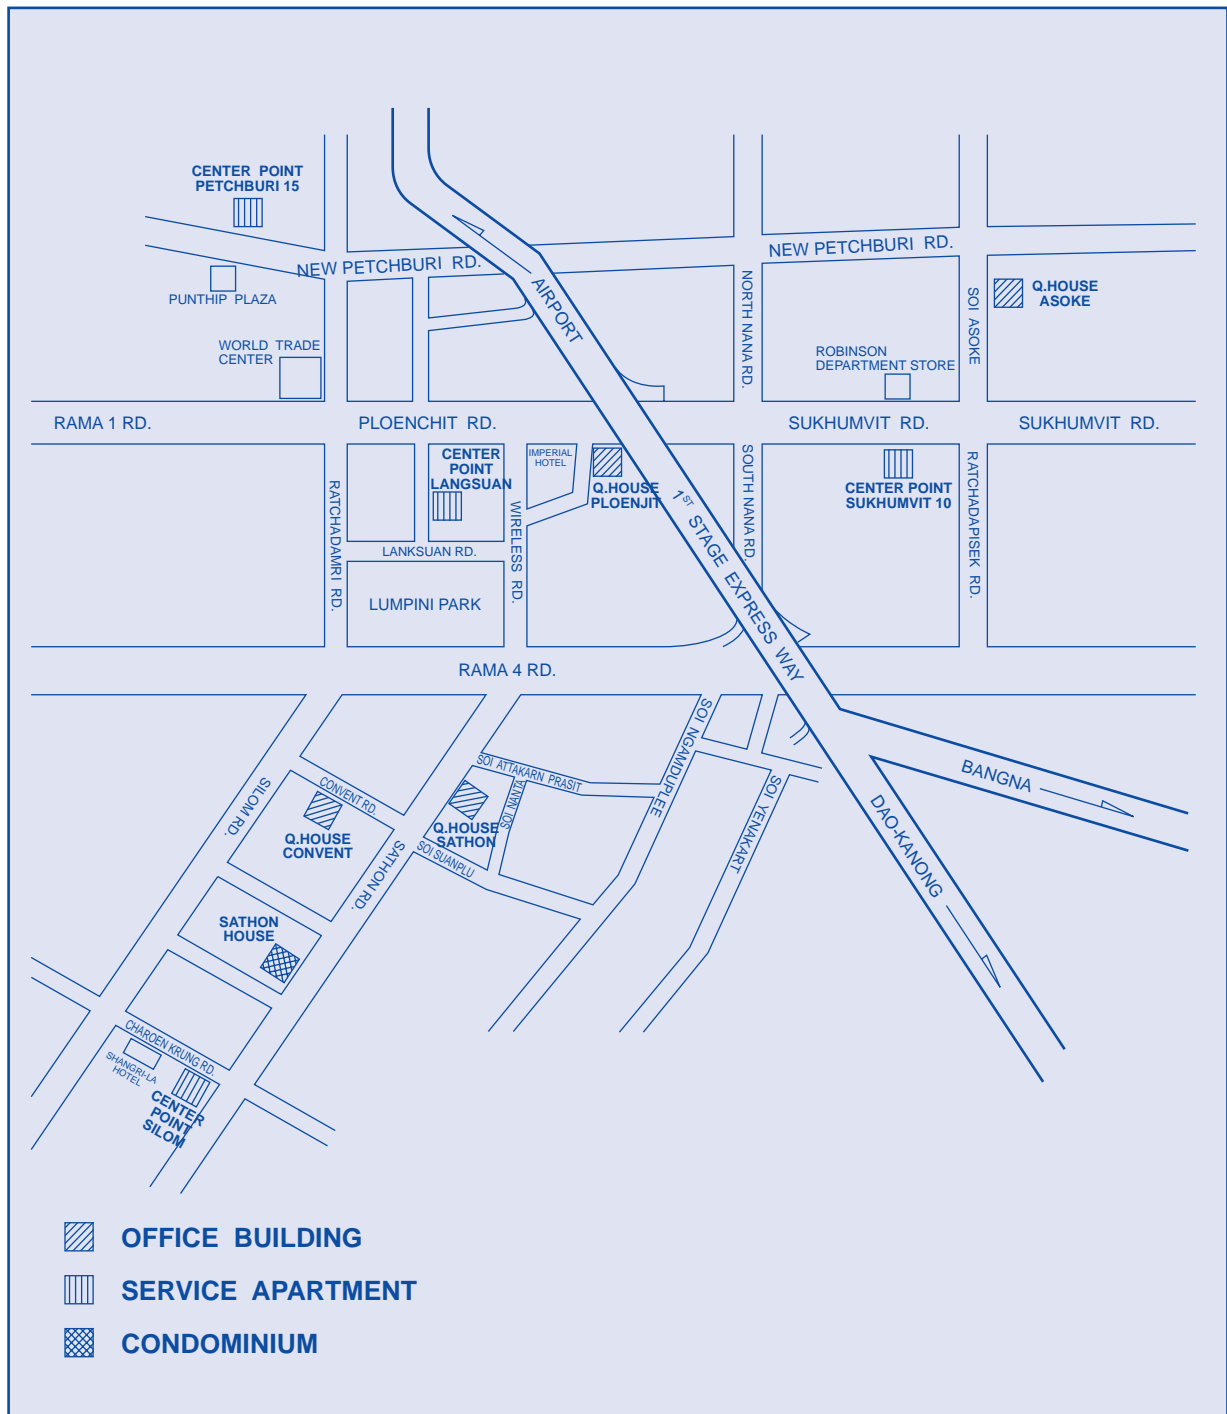 CENTER POINT
PETCHBURI 15
NEW PETCHBURI RD.
NEW PETCHBURI RD.
PUNTHIP PLAZA
AIRPORT
NORTH NANA RD.
SOI ASOKE
Q.HOUSE
ASOKE
WORLD TRADE
CENTER
ROBINSON
DEPARTMENT STORE
RAMA 1 RD.
PLOENCHIT RD.
SUKHUMVIT RD.
SUKHUMVIT RD.
CENTER
POINT
LANGSUAN
IMPERIAL
HOTEL
Q.HOUSE
PLOENJIT
CENTER POINT
SUKHUMVIT 10
RATCHADAMRI RD.
WIRELESS RD.
1ST STAGE EXPRESS WAY
SOUTH NANA RD.
RATCHADAPISEK RD.
LANKSUAN RD.
LUMPINI PARK
RAMA 4 RD.
SOI NGAMDUPLEE
SOI ATTAKARN PRASIT
SOI NANTA
SOI YENAKART
BANGNA
DAO-KANONG
SILOM RD.
CONVENT RD.
Q.HOUSE
CONVENT
Q.HOUSE
SATHON
SOI SUANPLU
SATHON RD.
SATHON
HOUSE
CHAROEN KRUNG RD.
SHANGRI-LA
HOTEL
CENTER
POINT
SILOM
OFFICE BUILDING
SERVICE APARTMENT
CONDOMINIUM